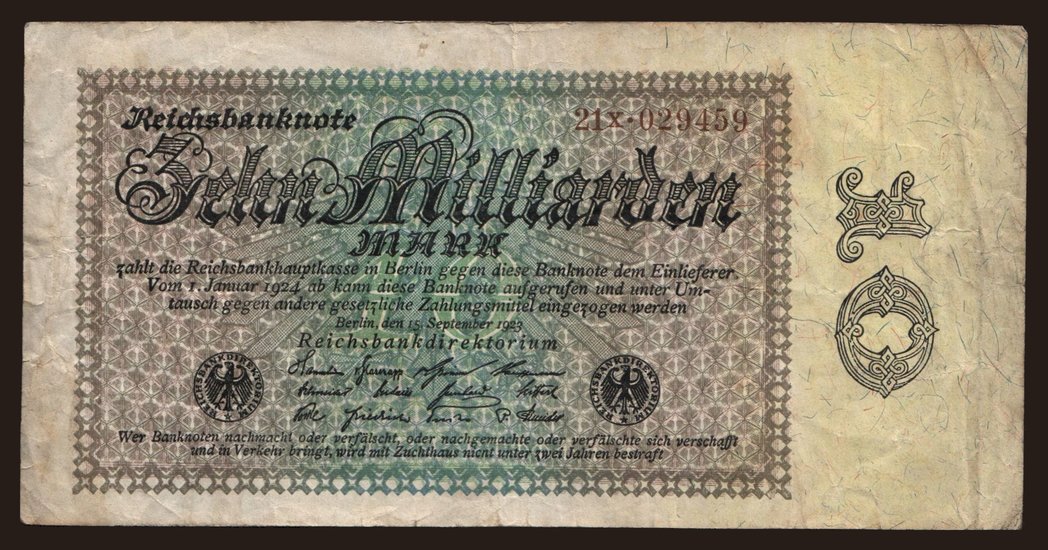 Reichsbanknote
21X·029459
Zehn Milliarden
MARK
zahlt die Reichsbankhauptkasse in Berlin gegen diese Banknote dem Einlieferer.
Vom 1. Januar 1924 ab kann diese Banknote aufgerufen und unter Um-
tausch gegen andere gesetzliche Zahlungsmittel eingezogen werden
Berlin, den 15. September 1923
Reichsbankdirektorium
REICHSBANKDIREKTORIUM
REICHSBANKDIREKTORIUM
Wer Banknoten nachmacht oder verfälscht, oder nachgemachte oder verfälschte sich verschafft
und in Verkehr bringt, wird mit Zuchthaus nicht unter zwei Jahren bestraft
10